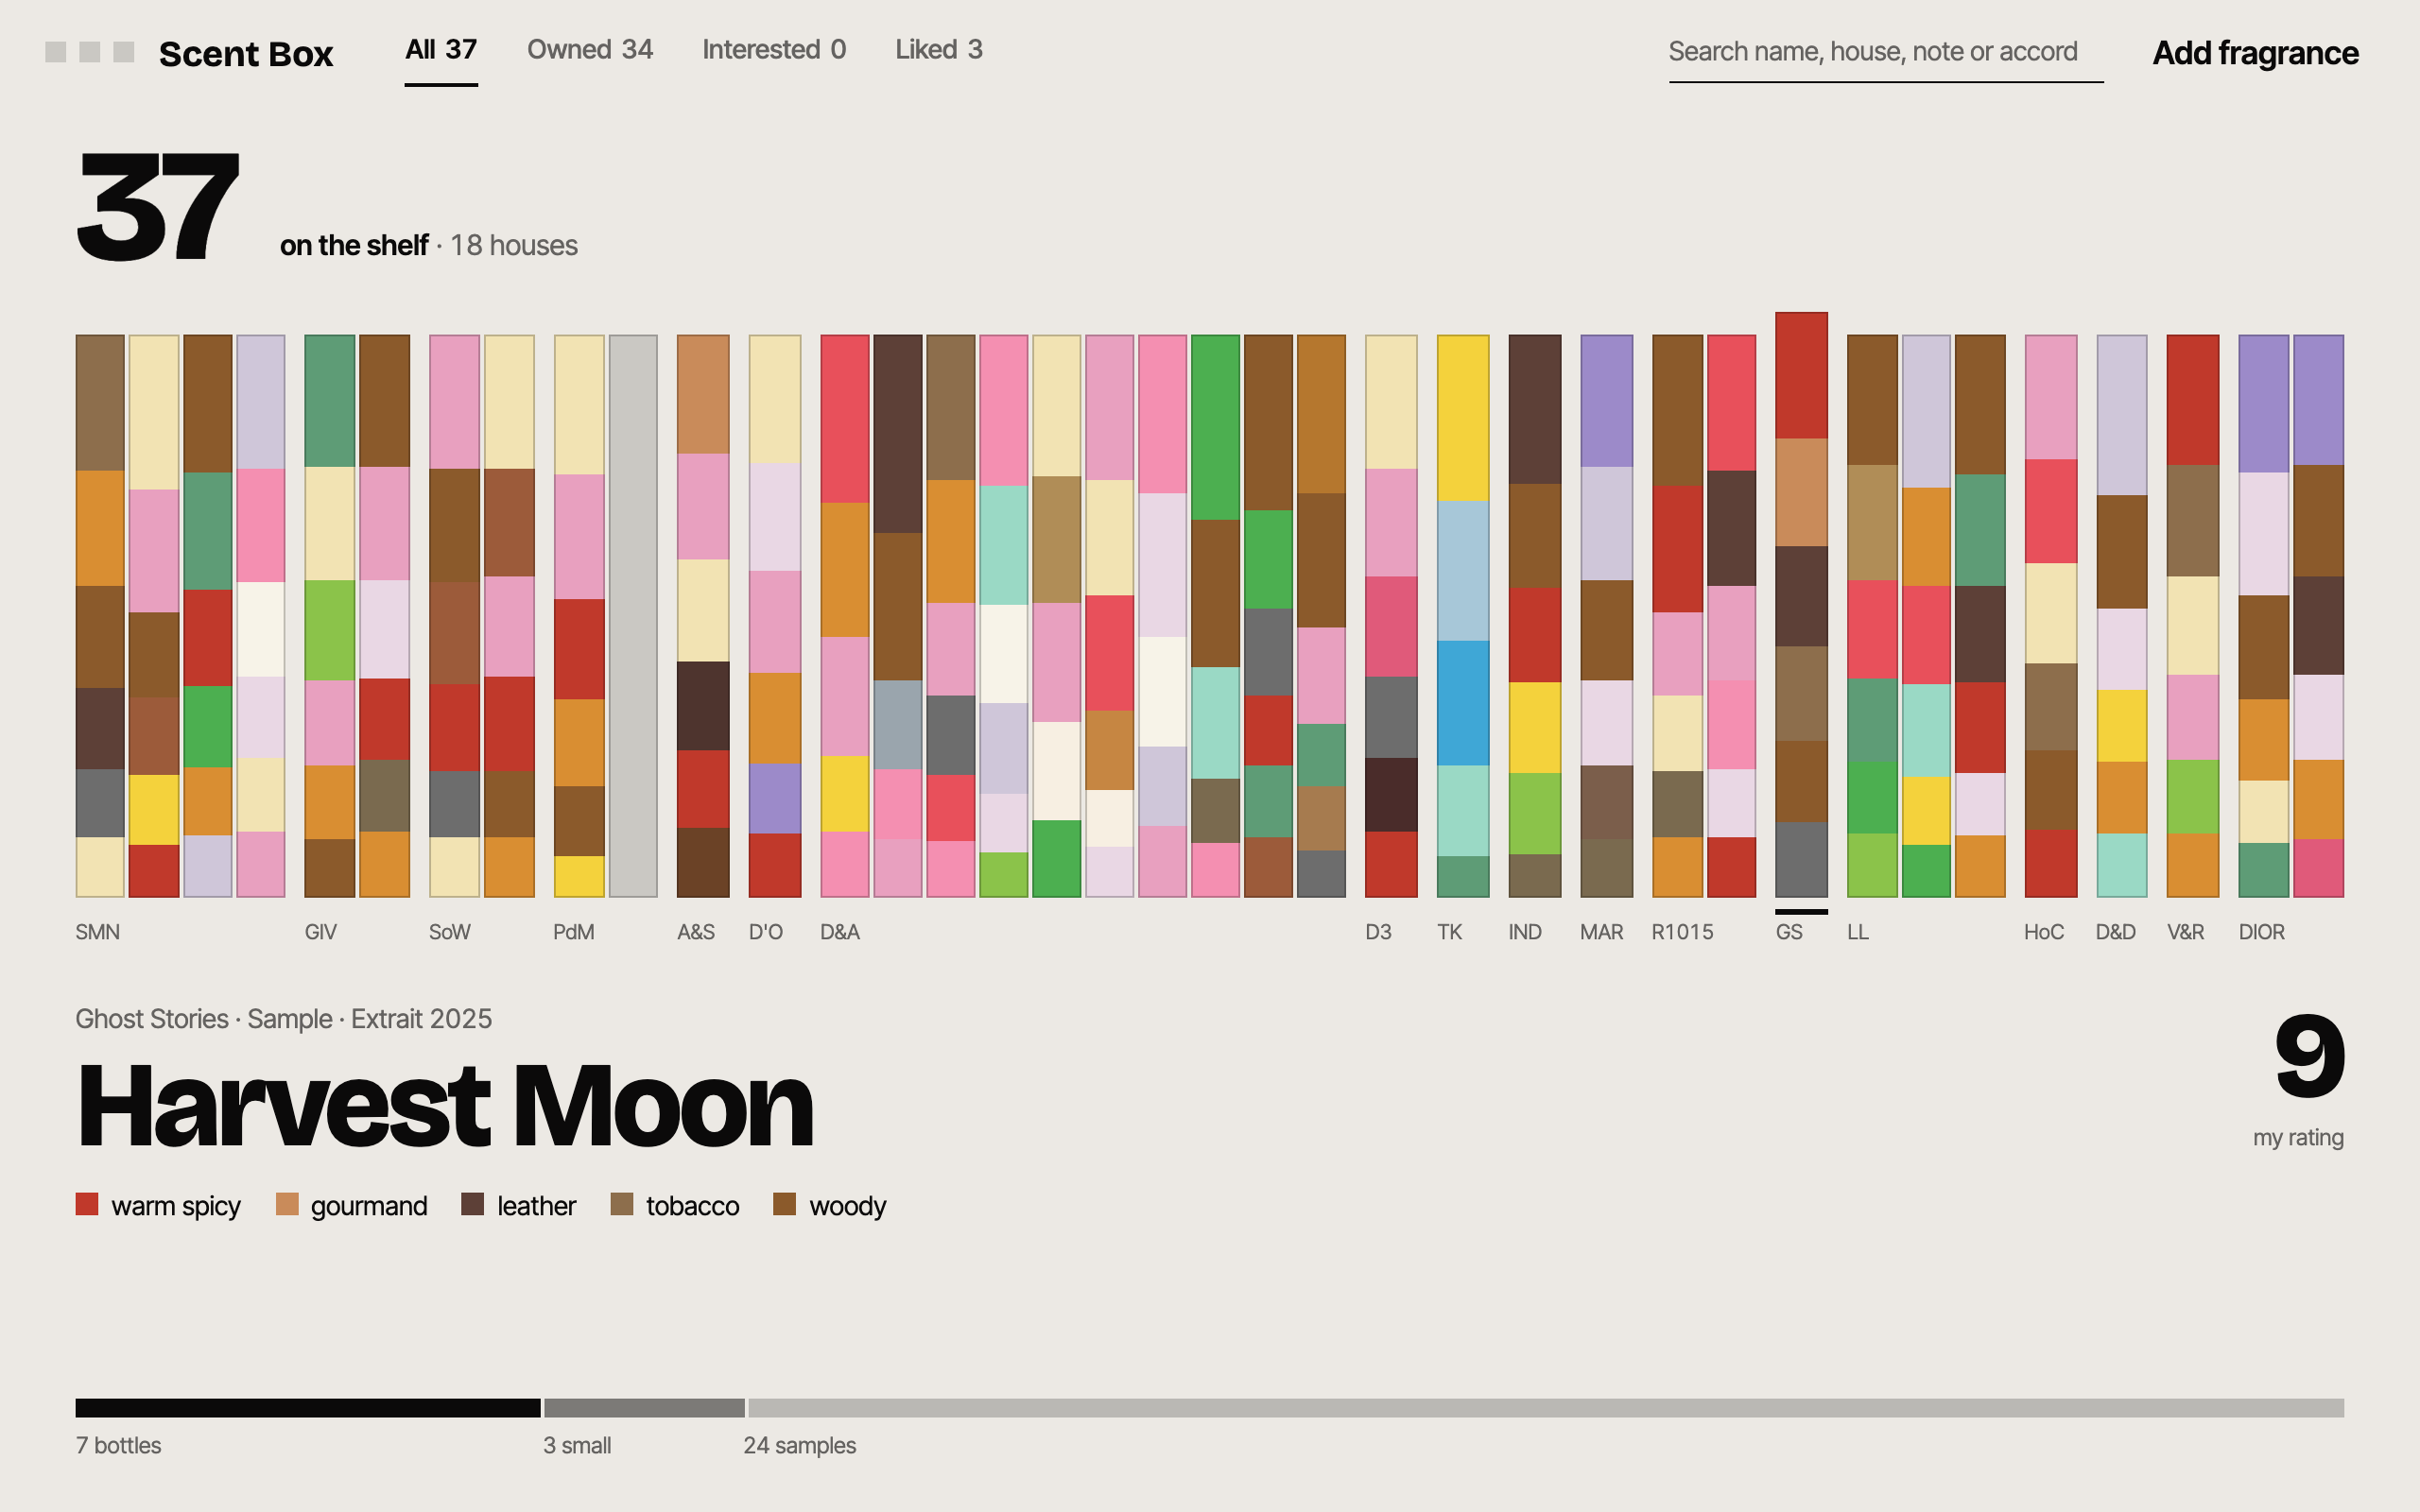 Scent Box All 37 Owned 34 Interested 0 Liked 3 Search name, house, note or accord Add fragrance
37 on the shelf · 18 houses
SMN GIV SoW PdM A&S D'O D&A D3 TK IND MAR R1015 GS LL HoC D&D V&R DIOR
Ghost Stories · Sample · Extrait 2025
Harvest Moon
9
my rating
warm spicy gourmand leather tobacco woody
7 bottles 3 small 24 samples